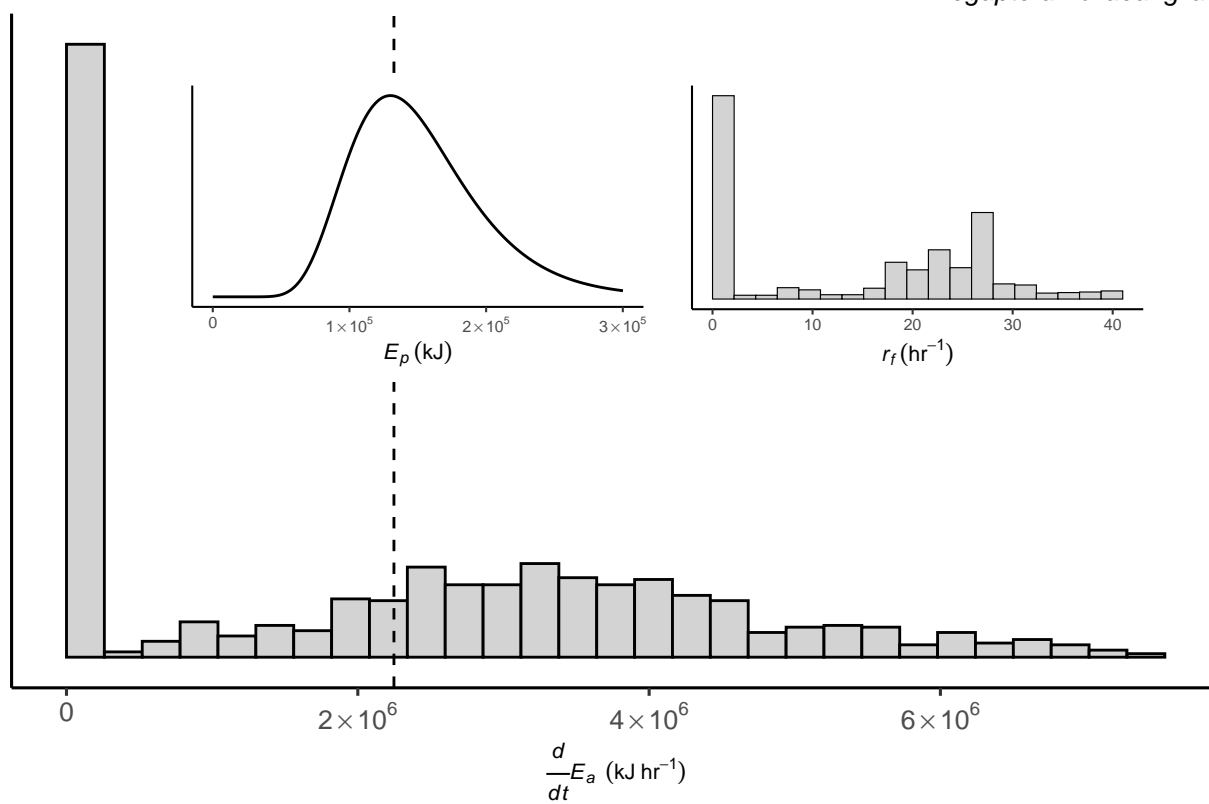 0 1×10⁵ 2×10⁵ 3×10⁵
E_p (kJ)
0 10 20 30 40
r_f (hr⁻¹)
0 2×10⁶ 4×10⁶ 6×10⁶
d/dt E_a (kJ hr⁻¹)